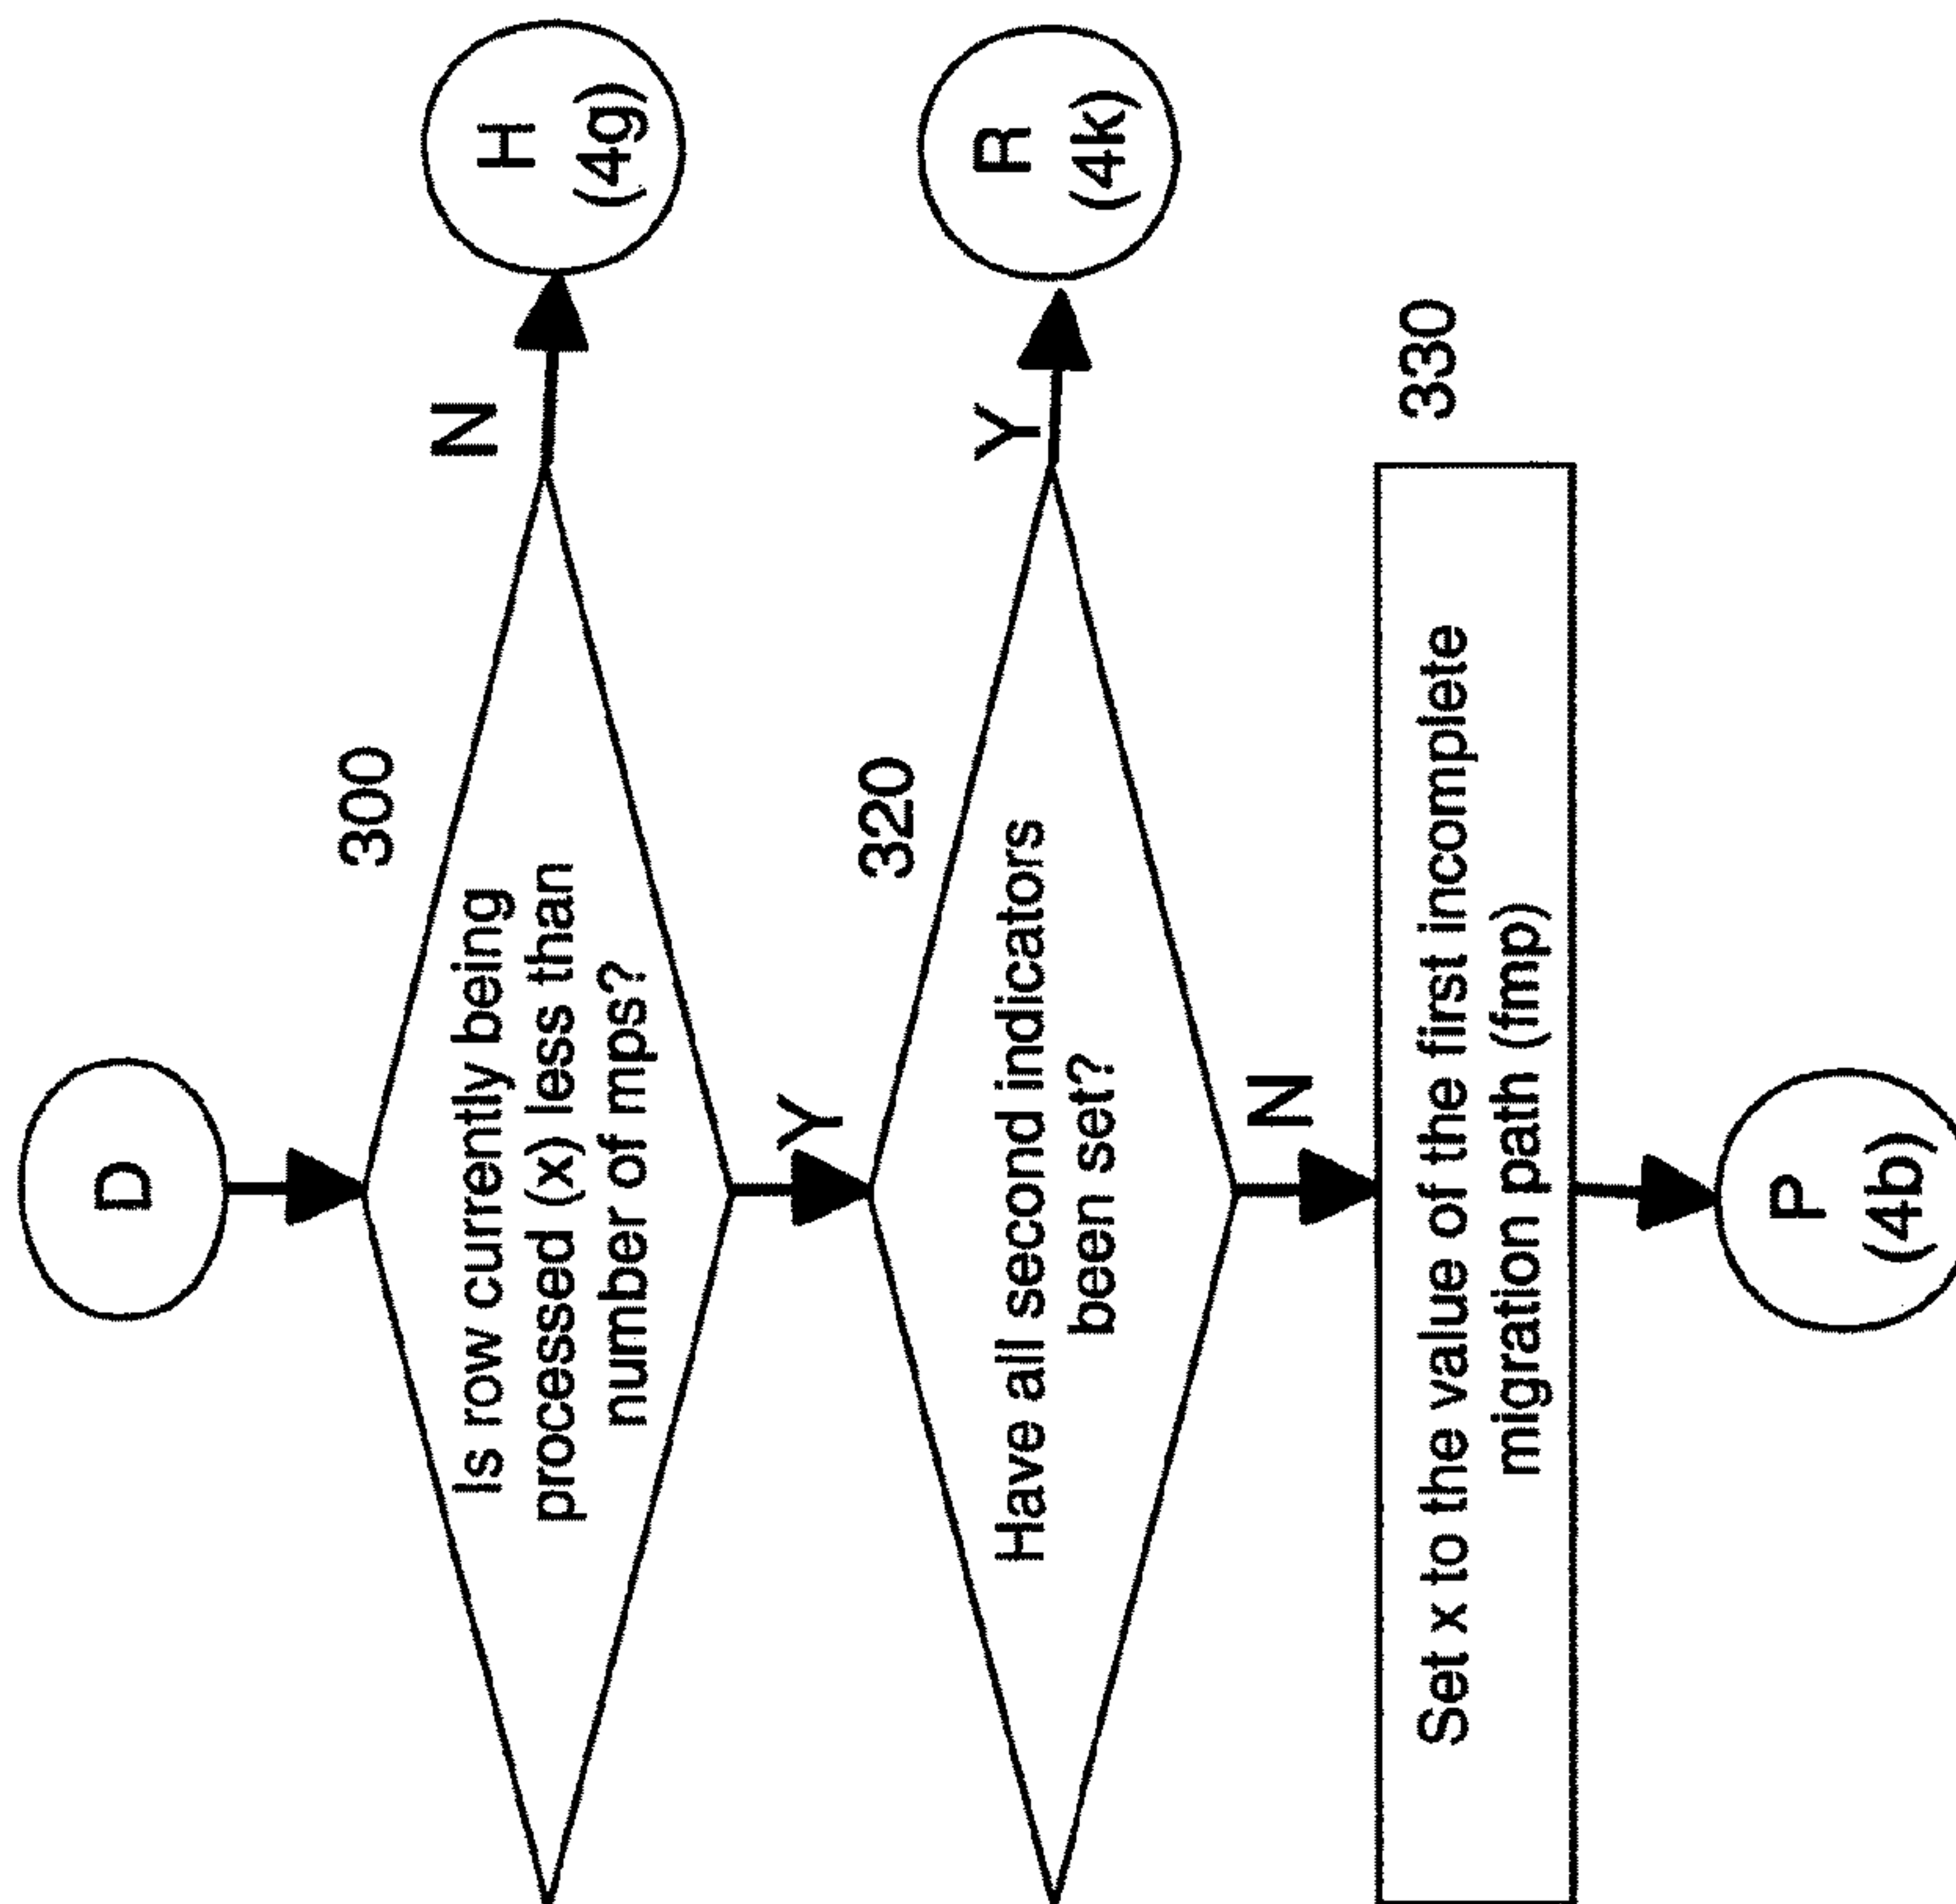 D
300
Is row currently being
processed (x) less than
number of mps?
N
H
(4g)
Y
320
Have all second indicators
been set?
Y
R
(4k)
N
330
Set x to the value of the first incomplete
migration path (fmp)
P
(4b)